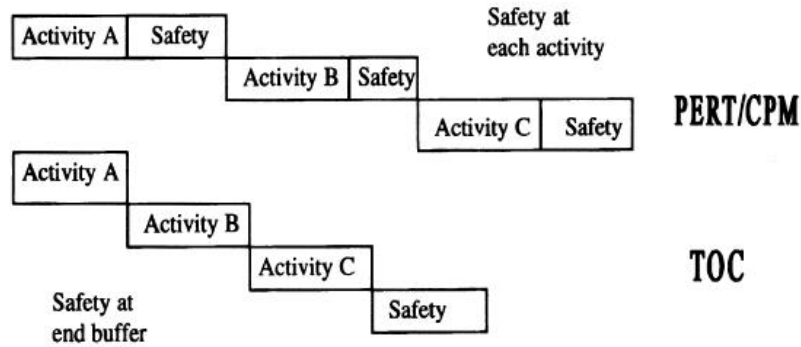 Activity A Safety
Safety at
each activity
Activity B Safety
Activity C Safety
PERT/CPM
Activity A
Activity B
Activity C
TOC
Safety
Safety at
end buffer